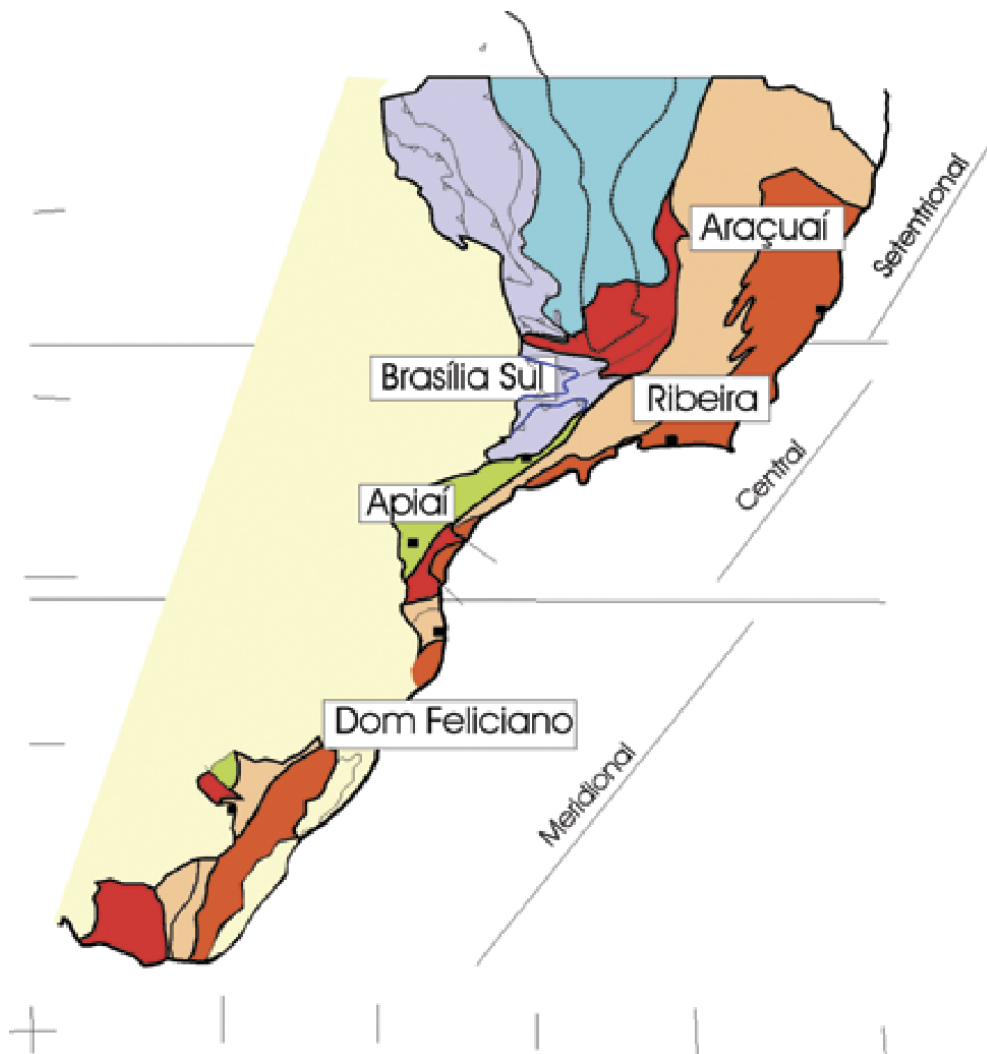 Araçuaí
Setentrional
Brasília Sul
Ribeira
Central
Apiaí
Dom Feliciano
Meridional